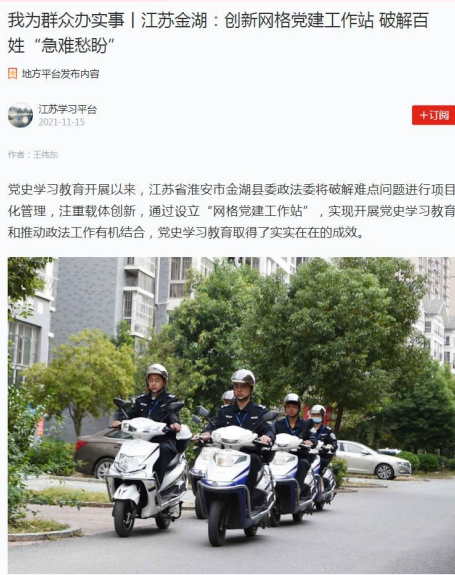 我为群众办实事丨江苏金湖：创新网格党建工作站 破解百
姓“急难愁盼”
地方平台发布内容
江苏学习平台
2021-11-15
＋订阅
作者：王伟东
党史学习教育开展以来，江苏省淮安市金湖县委政法委将破解难点问题进行项目
化管理，注重载体创新，通过设立“网格党建工作站”，实现开展党史学习教育
和推动政法工作有机结合，党史学习教育取得了实实在在的成效。